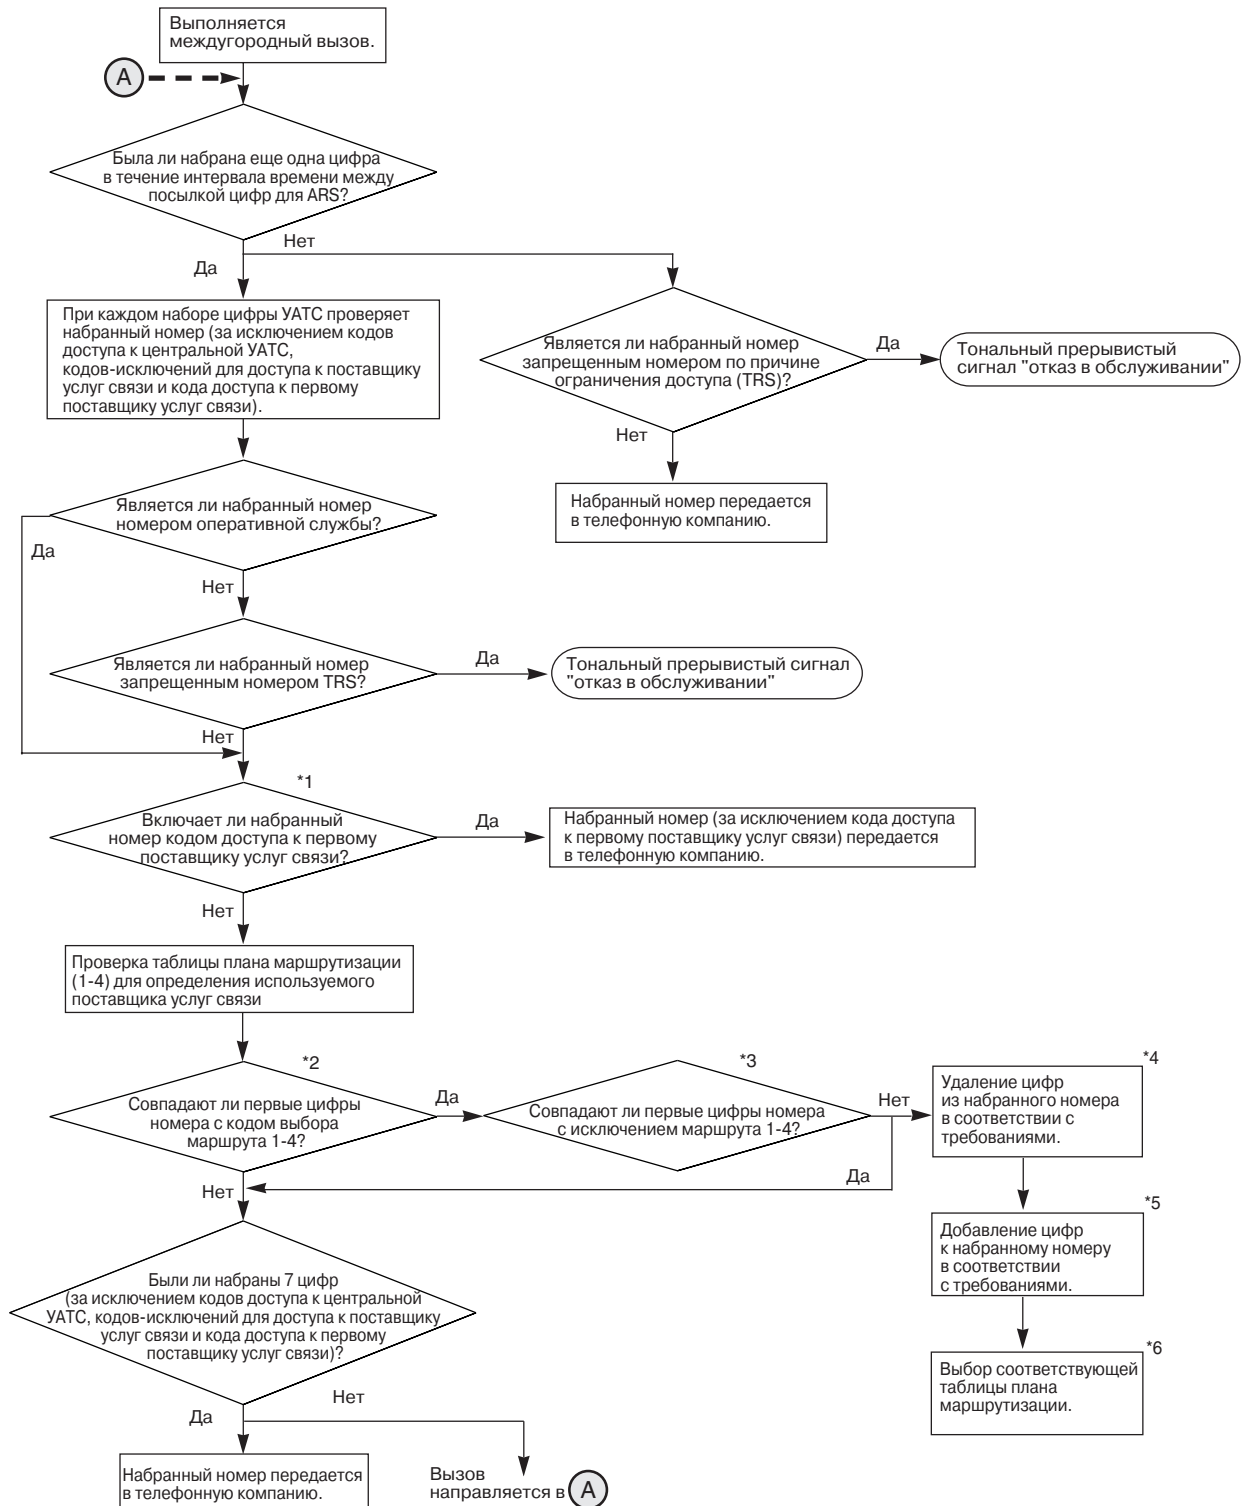 Выполняется
междугородный вызов.
A
Была ли набрана еще одна цифра
в течение интервала времени между
посылкой цифр для ARS?
Нет
Да
При каждом наборе цифры УАТС проверяет
набранный номер (за исключением кодов
доступа к центральной УАТС,
кодов-исключений для доступа к поставщику
услуг связи и кода доступа к первому
поставщику услуг связи).
Является ли набранный номер
запрещенным номером по причине
ограничения доступа (TRS)?
Да
Тональный прерывистый
сигнал "отказ в обслуживании"
Нет
Набранный номер передается
в телефонную компанию.
Является ли набранный номер
номером оперативной службы?
Да
Нет
Является ли набранный номер
запрещенным номером TRS?
Да
Тональный прерывистый сигнал
"отказ в обслуживании"
Нет
*1
Включает ли набранный
номер кодом доступа к первому
поставщику услуг связи?
Да
Набранный номер (за исключением кода доступа
к первому поставщику услуг связи) передается
в телефонную компанию.
Нет
Проверка таблицы плана маршрутизации
(1-4) для определения используемого
поставщика услуг связи
*2
Совпадают ли первые цифры
номера с кодом выбора
маршрута 1-4?
Да
*3
Совпадают ли первые цифры номера
с исключением маршрута 1-4?
Нет
Да
*4
Удаление цифр
из набранного номера
в соответствии с
требованиями.
Нет
*5
Добавление цифр
к набранному номеру
в соответствии
с требованиями.
Были ли набраны 7 цифр
(за исключением кодов доступа к центральной
УАТС, кодов-исключений для доступа к поставщику
услуг связи и кода доступа к первому
поставщику услуг связи)?
*6
Выбор соответствующей
таблицы плана
маршрутизации.
Нет
Да
Набранный номер передается
в телефонную компанию.
Вызов
направляется в A